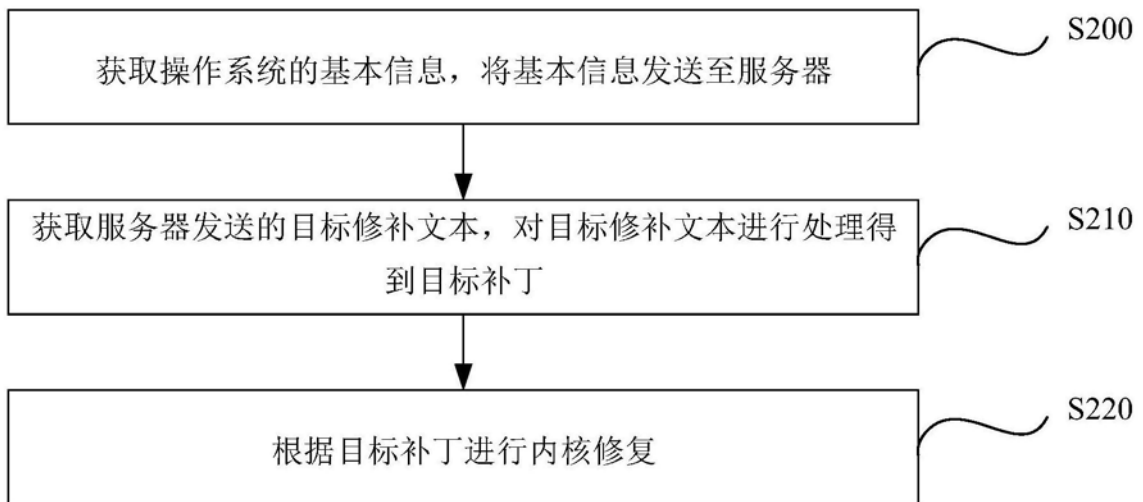 获取操作系统的基本信息，将基本信息发送至服务器
S200
获取服务器发送的目标修补文本，对目标修补文本进行处理得
到目标补丁
S210
根据目标补丁进行内核修复
S220